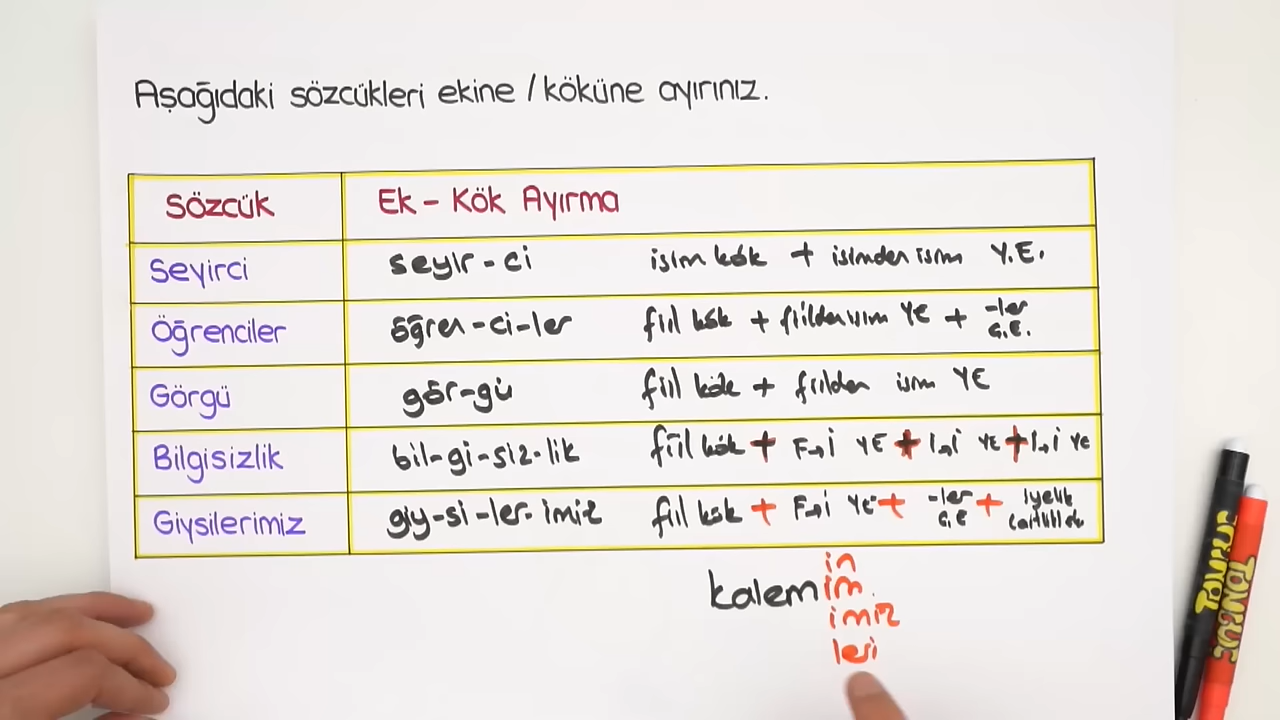 Aşağıdaki sözcükleri ekine / köküne ayırınız.
Sözcük Ek - Kök Ayırma
Seyirci seyir - ci isim kök + isimden isim Y.E.
Öğrenciler öğren - ci - ler fiil kök + fiilden isim YE + -ler Ç.E.
Görgü gör - gü fiil kök + fiilden isim YE
Bilgisizlik bil - gi - siz - lik fiil kök + F→i YE + i→i YE + i→i YE
Giysilerimiz giy - si - ler - imiz fiil kök + F→i YE + -ler Ç.E + iyelik
in
kalem im
imiz
leri
TOMBUL
TOMBUL